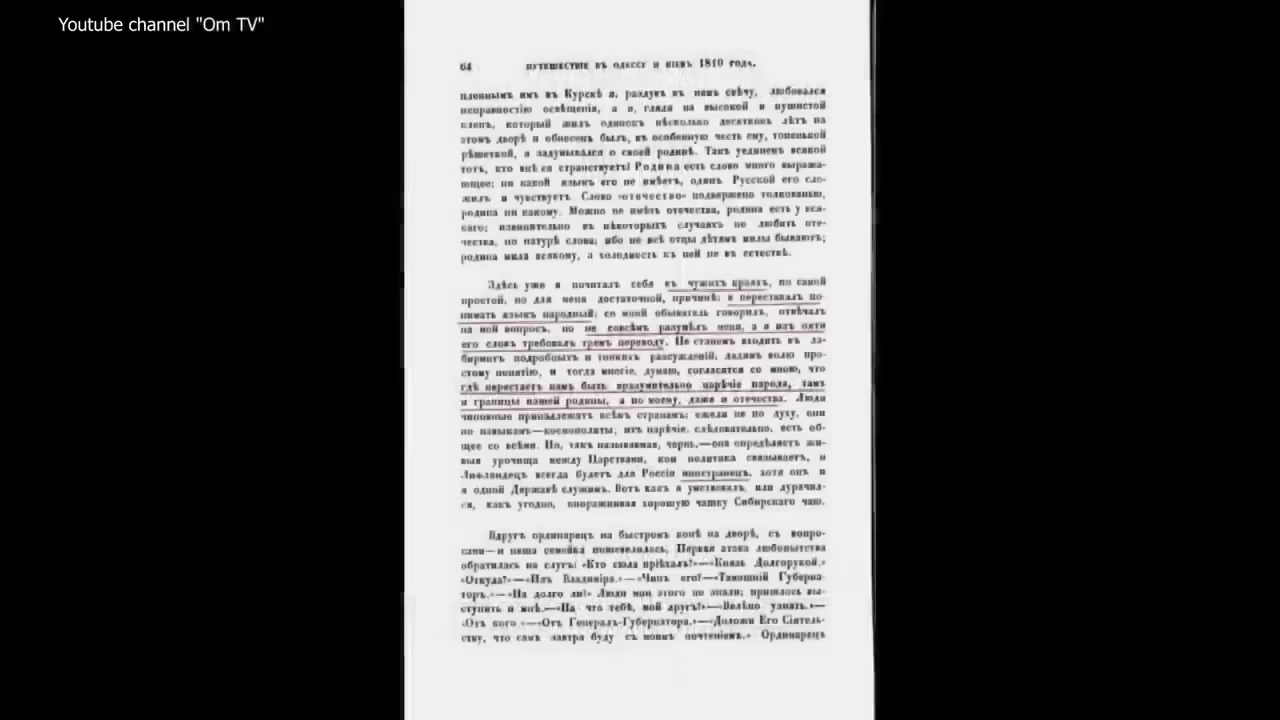 Youtube channel "Om TV"
64 ПУТЕШЕСТВІЕ ВЪ ОДЕССУ И КІЕВЪ 1810 ГОДА.
пленнымъ имъ въ Курскѣ и, раздувъ въ немъ свѣчу, любовался
исправностію освѣщенія, а я, глядя на высокой и пушистой
кленъ, который жилъ одинокъ нѣсколько десятковъ лѣтъ на
этомъ дворѣ и обнесенъ былъ, въ особенную честь ему, тоненькой
рѣшеткой, я задумывался о своей родинѣ. Такъ уединенъ всякой
тотъ, кто внѣ ея странствуетъ! Родина есть слово много выража-
ющее; ни какой языкъ его не имѣетъ, одинъ Русской его сло-
жилъ и чувствуетъ. Слово «отечество» подвержено толкованію,
родина ни какому. Можно не имѣть отечества, родина есть у вся-
каго; извинительно въ нѣкоторыхъ случаяхъ не любить оте-
чества, по натурѣ слова; ибо не всѣ отцы дѣтямъ милы бываютъ;
родина мила всякому, а холодность къ ней не въ естествѣ.
Здѣсь уже я почиталъ себя въ чужихъ краяхъ, по самой
простой, но для меня достаточной, причинѣ: я переставалъ по-
нимать языкъ народный; со мной обыватель говорилъ, отвѣчалъ
на мой вопросъ, но не совсѣмъ разумѣлъ меня, а я изъ пяти
его словъ требовалъ тремъ переводу. Не станемъ входить въ ла-
биринтъ подробныхъ и тонкихъ разсужденій, дадимъ волю про-
стому понятію, и тогда многіе, думаю, согласятся со мною, что
гдѣ перестаетъ намъ быть вразумительно нарѣчіе народа, тамъ
и границы нашей родины, а по моему, даже и отечества. Люди
чиновные принадлежатъ всѣмъ странамъ: ежели не по духу, они
по навыкамъ—космополиты; ихъ нарѣчіе, слѣдовательно, есть об-
щее со всѣми. Но, такъ называемая, чернь,—она опредѣляетъ жи-
выя урочища между Царствами, кои политика связываетъ, и
Лифляндецъ всегда будетъ для Россіи иностранецъ, хотя онъ и
я одной Державѣ служимъ. Вотъ какъ я умствовалъ, или дурачил-
ся, какъ угодно, опоражнивая хорошую чашку Сибирскаго чаю.
Вдругъ ординарецъ на быстромъ конѣ на дворѣ, съ вопро-
сами—и наша семейка пошевелилась. Первая атака любопытства
обратилась на слугъ: «Кто сюда пріѣхалъ?»—«Князь Долгорукой.»
«Откуда?»—«Изъ Владиміра.»—«Чинъ его?—«Тамошній Губерна-
торъ.»—«На долго ли?» Люди мои этого не знали; пришлось вы-
ступить и мнѣ.—«На что тебѣ, мой другъ?»—«Велѣно узнать.»—
«Отъ кого»—«Отъ Генералъ-Губернатора.»—«Доложи Его Сіятель-
ству, что самъ завтра буду съ моимъ почтеніемъ.» Ординарецъ